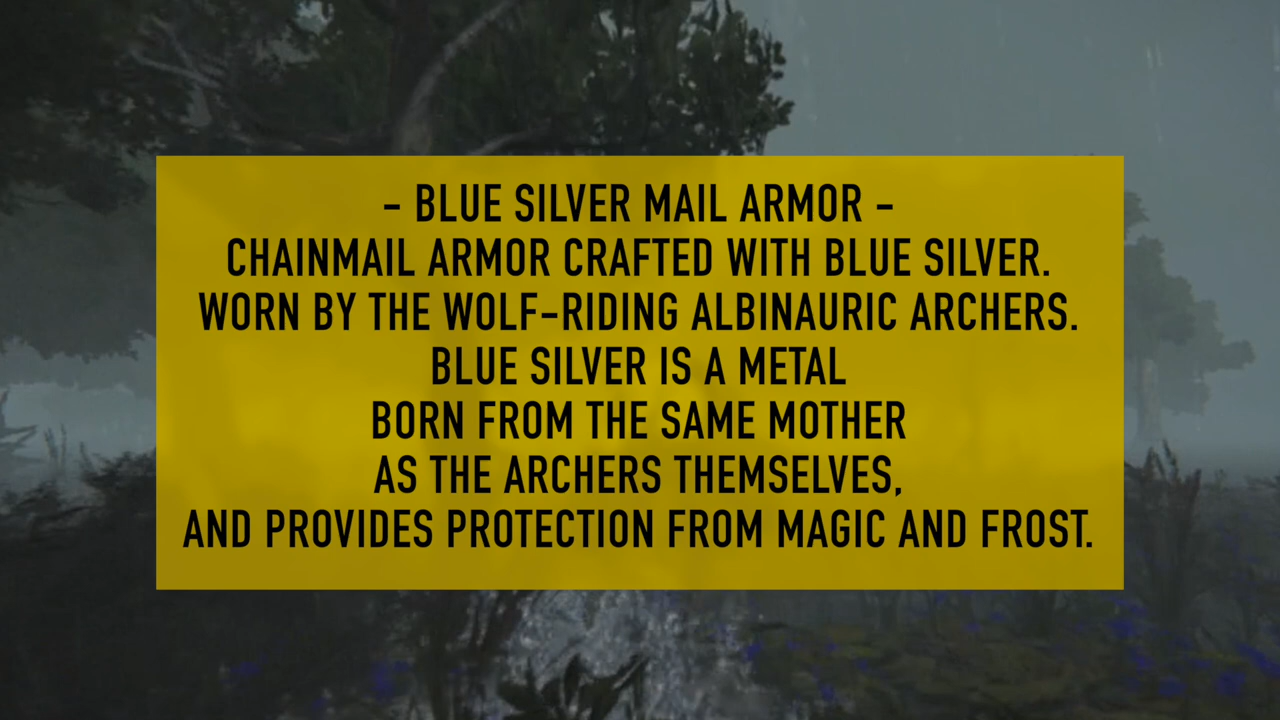 - BLUE SILVER MAIL ARMOR -
CHAINMAIL ARMOR CRAFTED WITH BLUE SILVER.
WORN BY THE WOLF-RIDING ALBINAURIC ARCHERS.
BLUE SILVER IS A METAL
BORN FROM THE SAME MOTHER
AS THE ARCHERS THEMSELVES,
AND PROVIDES PROTECTION FROM MAGIC AND FROST.